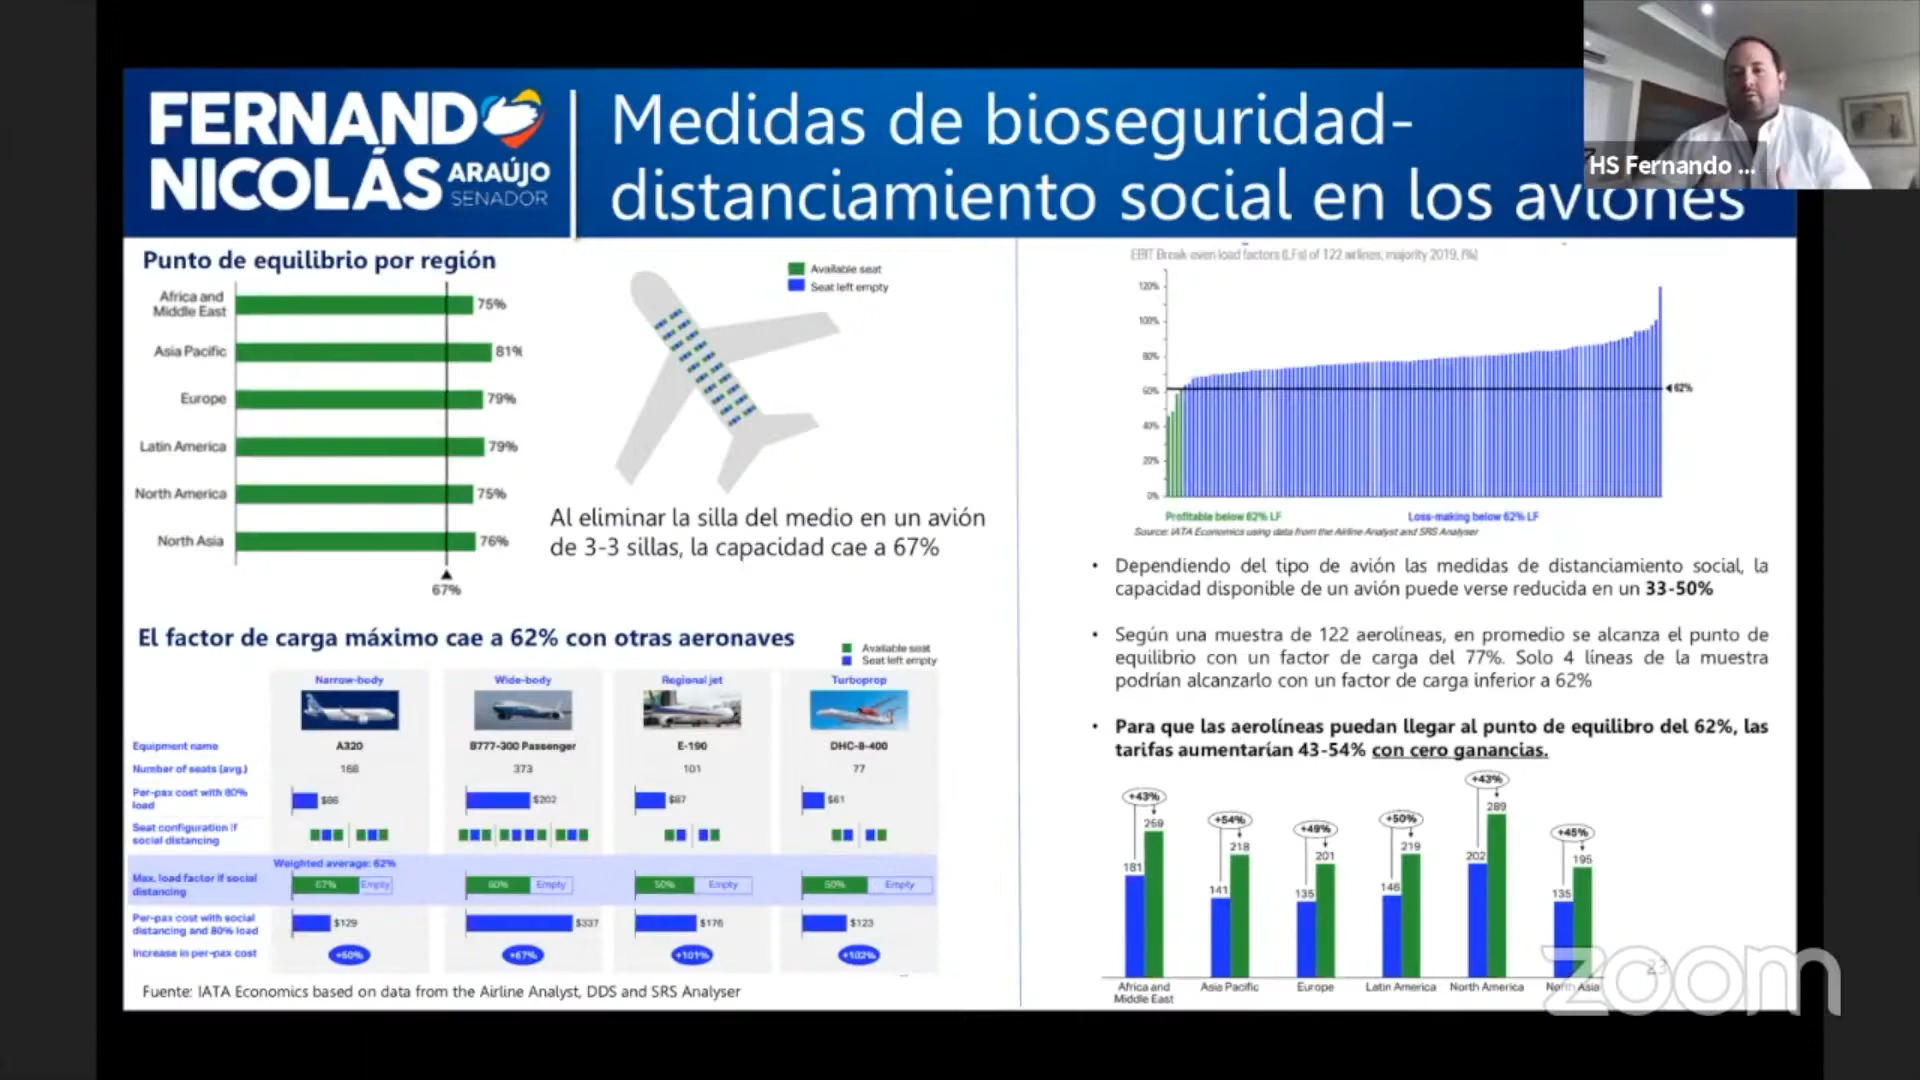 FERNANDO
NICOLÁS ARAÚJO
SENADOR
Medidas de bioseguridad-
distanciamiento social en los aviones
HS Fernando ...
Punto de equilibrio por región
Africa and
Middle East
75%
Asia Pacific
81%
Europe
79%
Latin America
79%
North America
75%
North Asia
76%
67%
Available seat
Seat left empty
Al eliminar la silla del medio en un avión
de 3-3 sillas, la capacidad cae a 67%
El factor de carga máximo cae a 62% con otras aeronaves
Available seat
Seat left empty
Narrow-body Wide-body Regional jet Turboprop
Equipment name A320 B777-300 Passenger E-190 DHC-8-400
Number of seats (avg.) 168 373 101 77
Per-pax cost with 80%
load
$86 $202 $87 $61
Seat configuration if
social distancing
Weighted average: 62%
Max. load factor if social
distancing
67% Empty 60% Empty 50% Empty 50% Empty
Per-pax cost with social
distancing and 80% load
$129 $337 $176 $123
Increase in per-pax cost +50% +67% +101% +102%
Fuente: IATA Economics based on data from the Airline Analyst, DDS and SRS Analyser
EBIT Break-even load factors (LFs) of 122 airlines, majority 2019, (%)
120%
100%
80%
60%
40%
20%
0%
62%
Profitable below 62% LF Loss-making below 62% LF
Source: IATA Economics using data from the Airline Analyst and SRS Analyser
• Dependiendo del tipo de avión las medidas de distanciamiento social, la
capacidad disponible de un avión puede verse reducida en un 33-50%
• Según una muestra de 122 aerolíneas, en promedio se alcanza el punto de
equilibrio con un factor de carga del 77%. Solo 4 líneas de la muestra
podrían alcanzarlo con un factor de carga inferior a 62%
• Para que las aerolíneas puedan llegar al punto de equilibro del 62%, las
tarifas aumentarían 43-54% con cero ganancias.
+43% +54% +49% +50% +43% +45%
181 259 141 218 135 201 146 219 202 289 135 195
Africa and
Middle East
Asia Pacific Europe Latin America North America North Asia
23
zoom